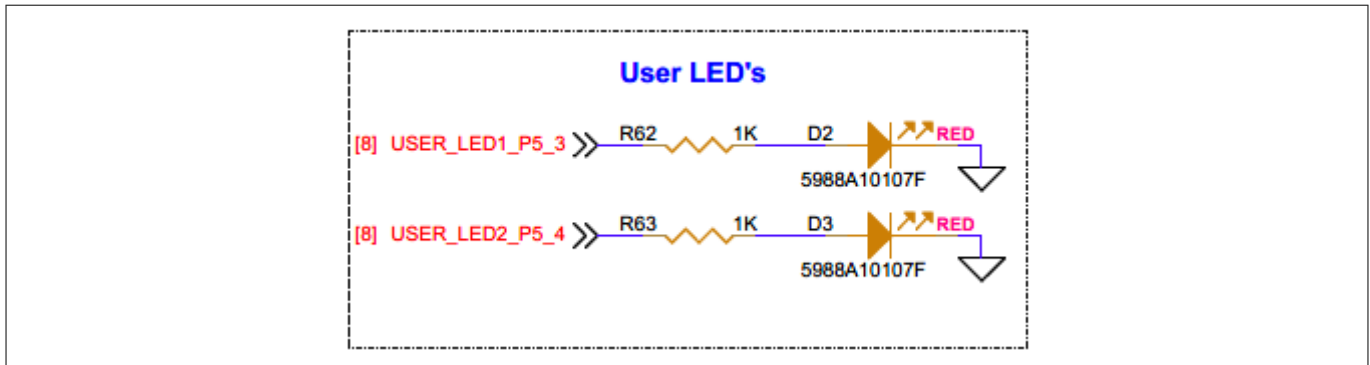 User LED's
[8] USER_LED1_P5_3 R62 1K D2 RED
5988A10107F
[8] USER_LED2_P5_4 R63 1K D3 RED
5988A10107F